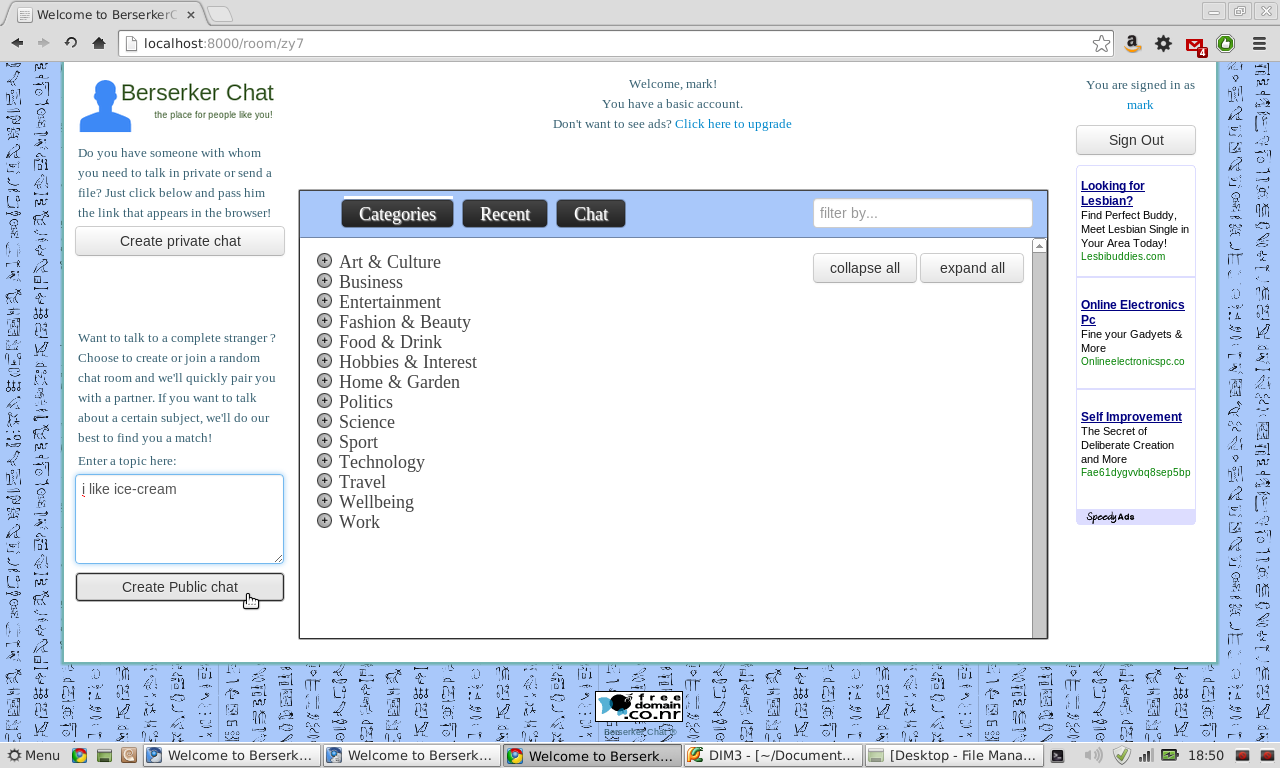 Welcome to BerserkerC
localhost:8000/room/zy7
4
Berserker Chat
the place for people like you!
Do you have someone with whom
you need to talk in private or send a
file? Just click below and pass him
the link that appears in the browser!
Create private chat
Want to talk to a complete stranger ?
Choose to create or join a random
chat room and we'll quickly pair you
with a partner. If you want to talk
about a certain subject, we'll do our
best to find you a match!
Enter a topic here:
i like ice-cream
Create Public chat
Welcome, mark!
You have a basic account.
Don't want to see ads? Click here to upgrade
Categories Recent Chat filter by...
collapse all expand all
Art & Culture
Business
Entertainment
Fashion & Beauty
Food & Drink
Hobbies & Interest
Home & Garden
Politics
Science
Sport
Technology
Travel
Wellbeing
Work
You are signed in as
mark
Sign Out
Looking for
Lesbian?
Find Perfect Buddy,
Meet Lesbian Single in
Your Area Today!
Lesbibuddies.com
Online Electronics
Pc
Fine your Gadyets &
More
Onlineelectronicspc.co
Self Improvement
The Secret of
Deliberate Creation
and More
Fae61dygvvbq8sep5bp
Speedy Ads
free
domain
.co.nr
Berserker Chat ©
Menu Welcome to Berserk... Welcome to Berserk... Welcome to Berserk... DIM3 - [~/Document... [Desktop - File Mana... 18:50